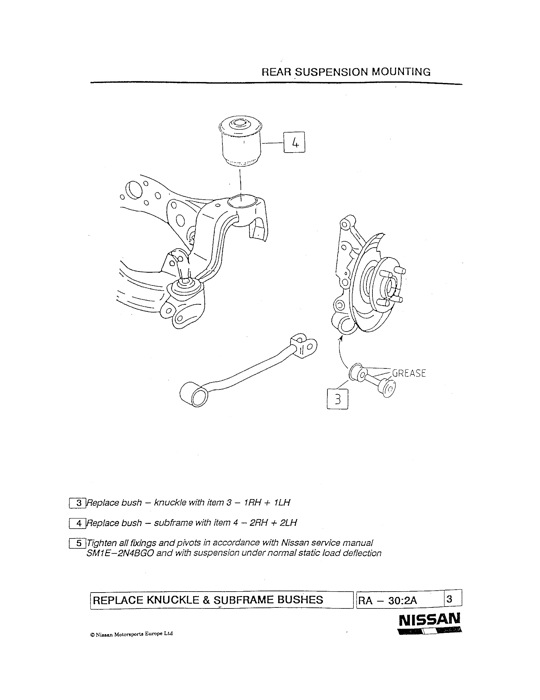 REAR SUSPENSION MOUNTING
4
GREASE
3
3 Replace bush - knuckle with item 3 - 1RH + 1LH
4 Replace bush - subframe with item 4 - 2RH + 2LH
5 Tighten all fixings and pivots in accordance with Nissan service manual
SM1E-2N4BGO and with suspension under normal static load deflection
REPLACE KNUCKLE & SUBFRAME BUSHES RA - 30:2A 3
NISSAN
© Nissan Motorsports Europe Ltd